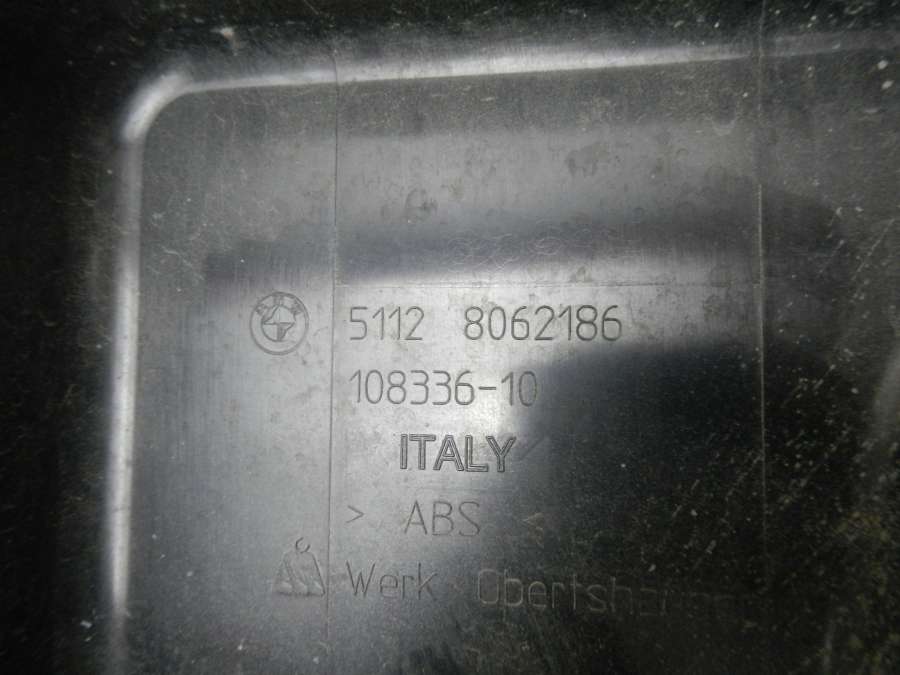 5112 8062186
108336-10
ITALY
> ABS <
Werk